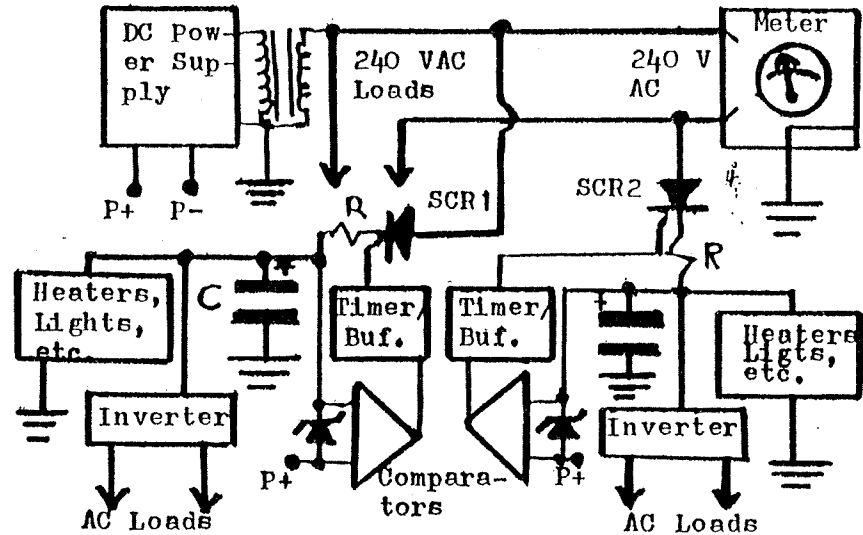 DC Pow-
er Sup-
ply
P+ P-
240 VAC
Loads
240 V
AC
Meter
R
SCR1
SCR2
R
C
+
+
Heaters,
Lights,
etc.
Timer/
Buf.
Timer/
Buf.
Heaters
Ligts,
etc.
Inverter
Inverter
P+
P+
Compara-
tors
AC Loads
AC Loads